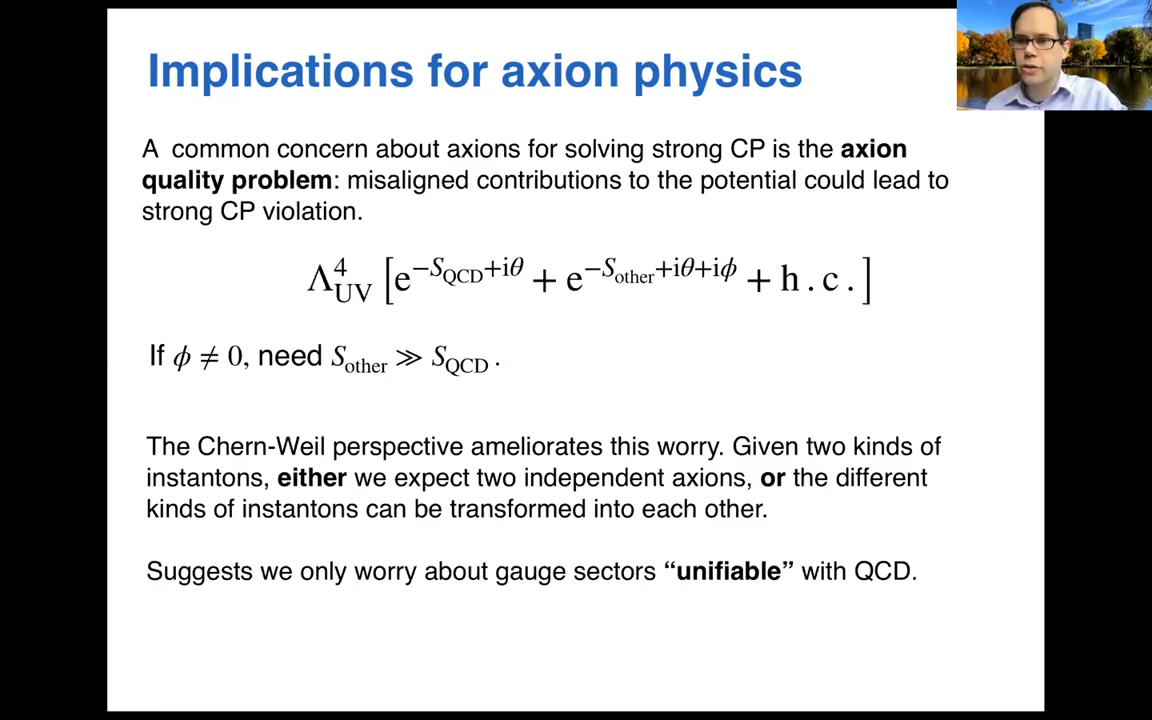 Implications for axion physics
A common concern about axions for solving strong CP is the axion
quality problem: misaligned contributions to the potential could lead to
strong CP violation.
Λ⁴_UV [e^{−S_QCD+iθ} + e^{−S_other+iθ+iϕ} + h.c.]
If ϕ ≠ 0, need S_other ≫ S_QCD.
The Chern-Weil perspective ameliorates this worry. Given two kinds of
instantons, either we expect two independent axions, or the different
kinds of instantons can be transformed into each other.
Suggests we only worry about gauge sectors “unifiable” with QCD.